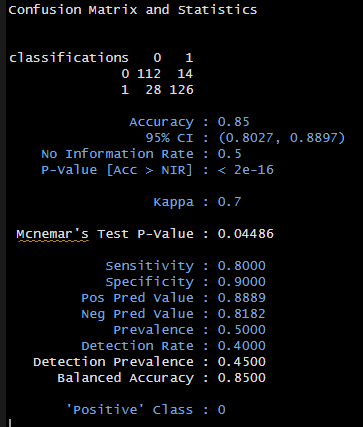 Confusion Matrix and Statistics
classifications 0 1
0 112 14
1 28 126
Accuracy : 0.85
95% CI : (0.8027, 0.8897)
No Information Rate : 0.5
P-Value [Acc > NIR] : < 2e-16
Kappa : 0.7
Mcnemar's Test P-Value : 0.04486
Sensitivity : 0.8000
Specificity : 0.9000
Pos Pred Value : 0.8889
Neg Pred Value : 0.8182
Prevalence : 0.5000
Detection Rate : 0.4000
Detection Prevalence : 0.4500
Balanced Accuracy : 0.8500
'Positive' Class : 0